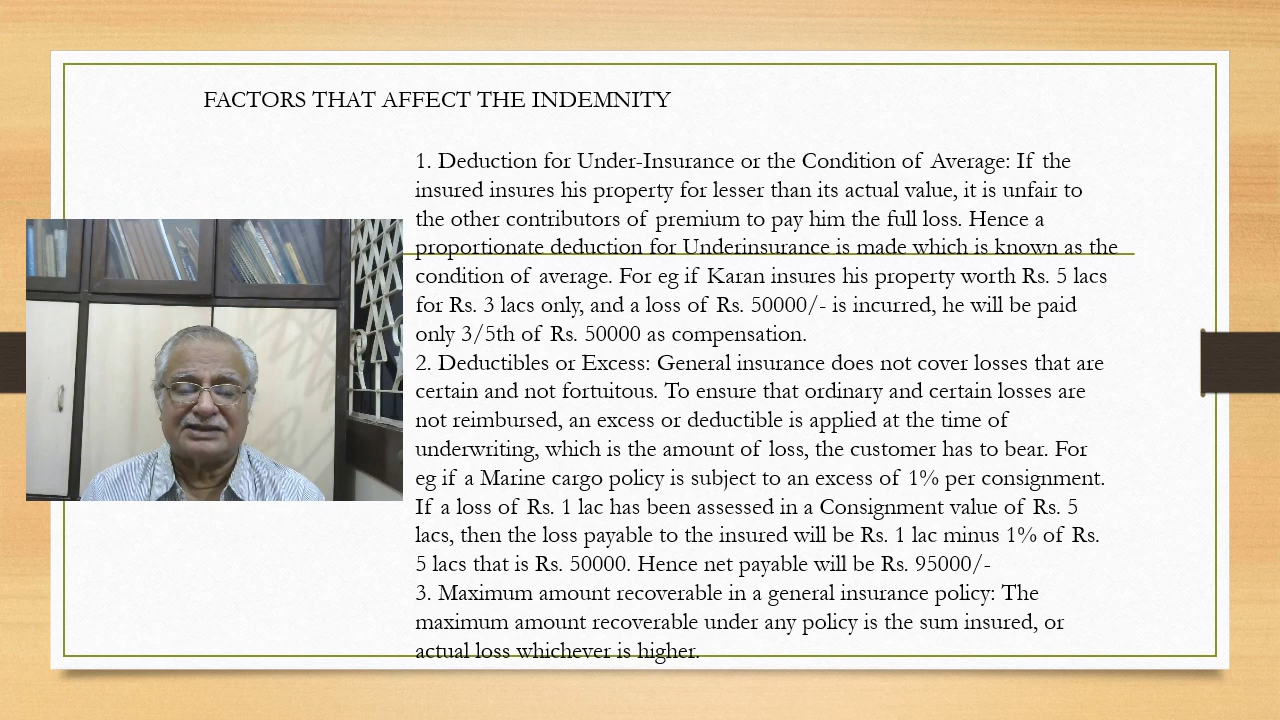 FACTORS THAT AFFECT THE INDEMNITY
1. Deduction for Under-Insurance or the Condition of Average: If the
insured insures his property for lesser than its actual value, it is unfair to
the other contributors of premium to pay him the full loss. Hence a
proportionate deduction for Underinsurance is made which is known as the
condition of average. For eg if Karan insures his property worth Rs. 5 lacs
for Rs. 3 lacs only, and a loss of Rs. 50000/- is incurred, he will be paid
only 3/5th of Rs. 50000 as compensation.
2. Deductibles or Excess: General insurance does not cover losses that are
certain and not fortuitous. To ensure that ordinary and certain losses are
not reimbursed, an excess or deductible is applied at the time of
underwriting, which is the amount of loss, the customer has to bear. For
eg if a Marine cargo policy is subject to an excess of 1% per consignment.
If a loss of Rs. 1 lac has been assessed in a Consignment value of Rs. 5
lacs, then the loss payable to the insured will be Rs. 1 lac minus 1% of Rs.
5 lacs that is Rs. 50000. Hence net payable will be Rs. 95000/-
3. Maximum amount recoverable in a general insurance policy: The
maximum amount recoverable under any policy is the sum insured, or
actual loss whichever is higher.